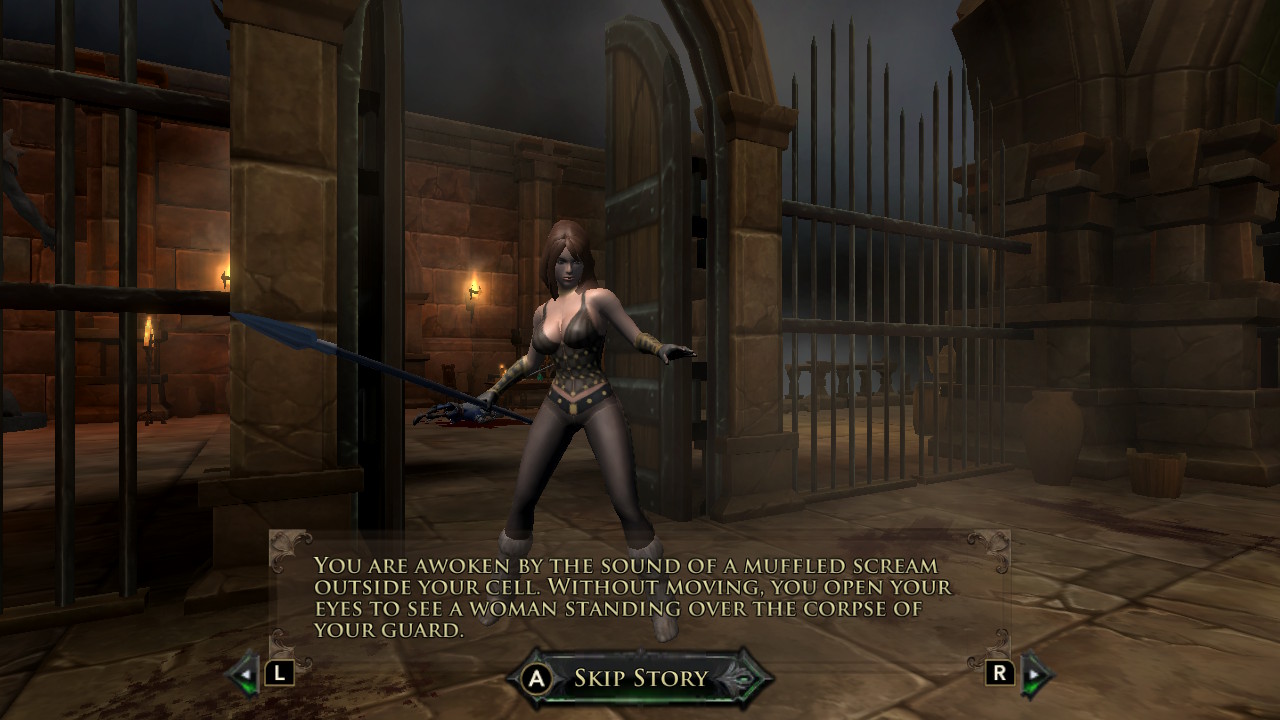 You are awoken by the sound of a muffled scream
outside your cell. Without moving, you open your
eyes to see a woman standing over the corpse of
your guard.
L
A Skip Story
R